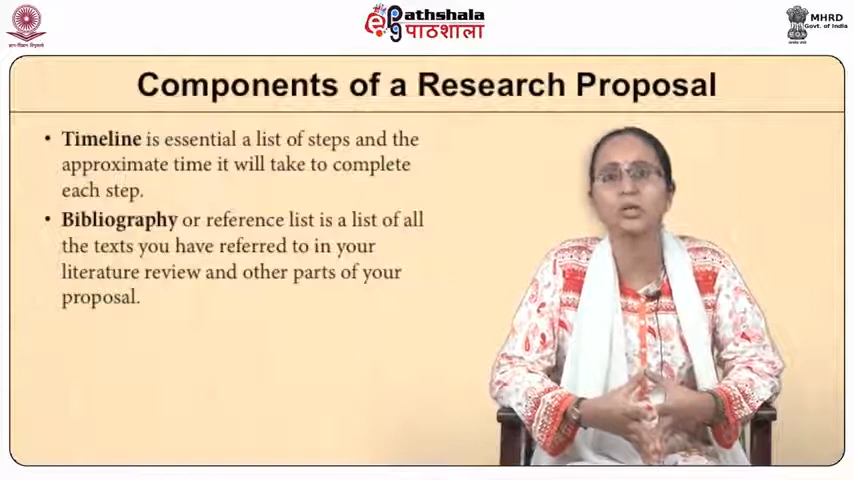 ePathshala
पाठशाला
MHRD
Govt. of India
Components of a Research Proposal
• Timeline is essential a list of steps and the
approximate time it will take to complete
each step.
• Bibliography or reference list is a list of all
the texts you have referred to in your
literature review and other parts of your
proposal.